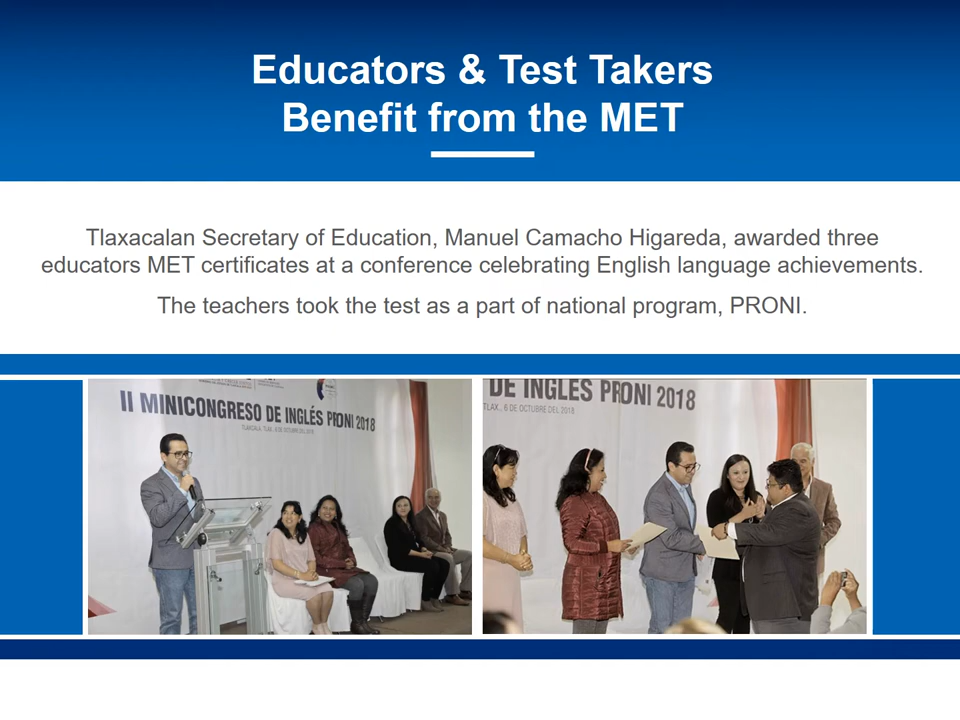 Educators & Test Takers
Benefit from the MET
Tlaxacalan Secretary of Education, Manuel Camacho Higareda, awarded three
educators MET certificates at a conference celebrating English language achievements.
The teachers took the test as a part of national program, PRONI.
II MINICONGRESO DE INGLÉS PRONI 2018
TLAXCALA, TLAX., 6 DE OCTUBRE DEL 2018
DE INGLÉS PRONI 2018
TLAX., 6 DE OCTUBRE DEL 2018